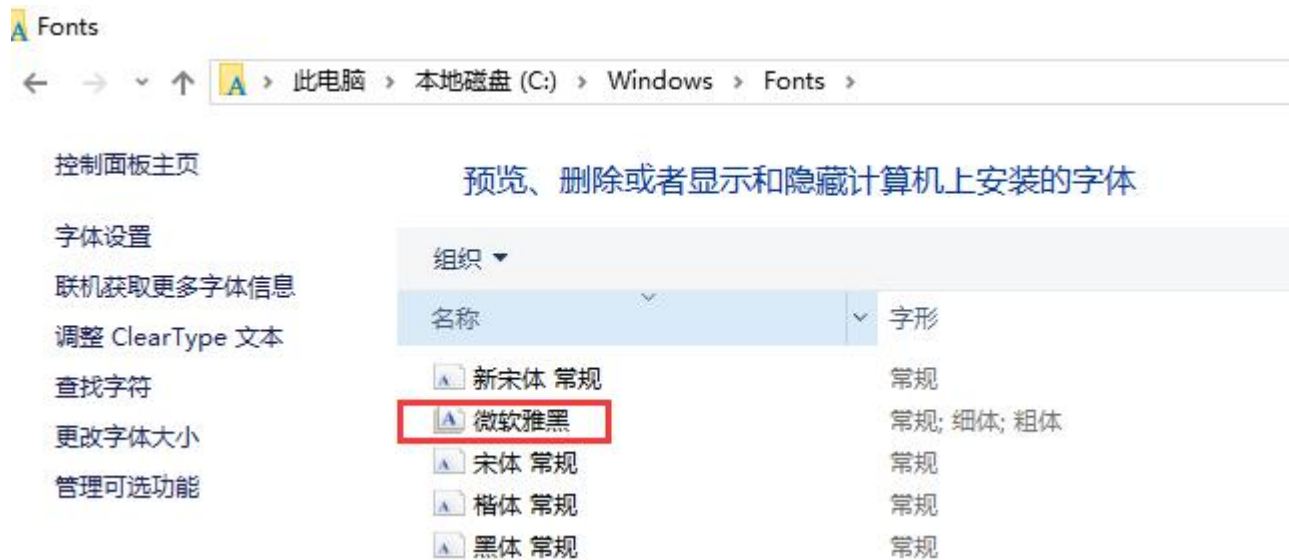 Fonts
此电脑 > 本地磁盘 (C:) > Windows > Fonts >
控制面板主页
预览、删除或者显示和隐藏计算机上安装的字体
字体设置
联机获取更多字体信息
调整 ClearType 文本
查找字符
更改字体大小
管理可选功能
组织
名称 字形
新宋体 常规 常规
微软雅黑 常规; 细体; 粗体
宋体 常规 常规
楷体 常规 常规
黑体 常规 常规